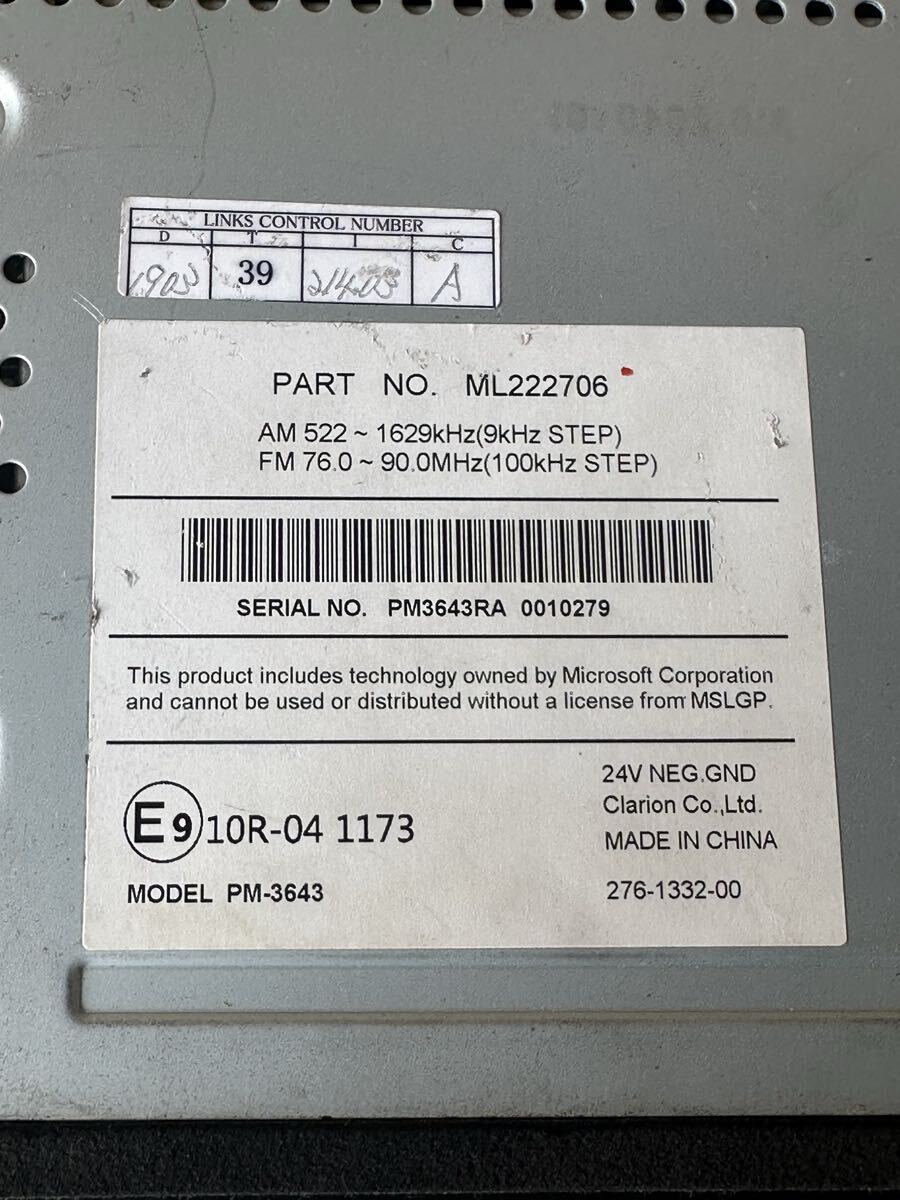 LINKS CONTROL NUMBER
D T I C
1903 39 214.03 A
PART NO. ML222706
AM 522 ~ 1629kHz(9kHz STEP)
FM 76.0 ~ 90.0MHz(100kHz STEP)
SERIAL NO. PM3643RA 0010279
This product includes technology owned by Microsoft Corporation
and cannot be used or distributed without a license from MSLGP.
24V NEG.GND
Clarion Co.,Ltd.
E9 10R-04 1173
MADE IN CHINA
MODEL PM-3643
276-1332-00